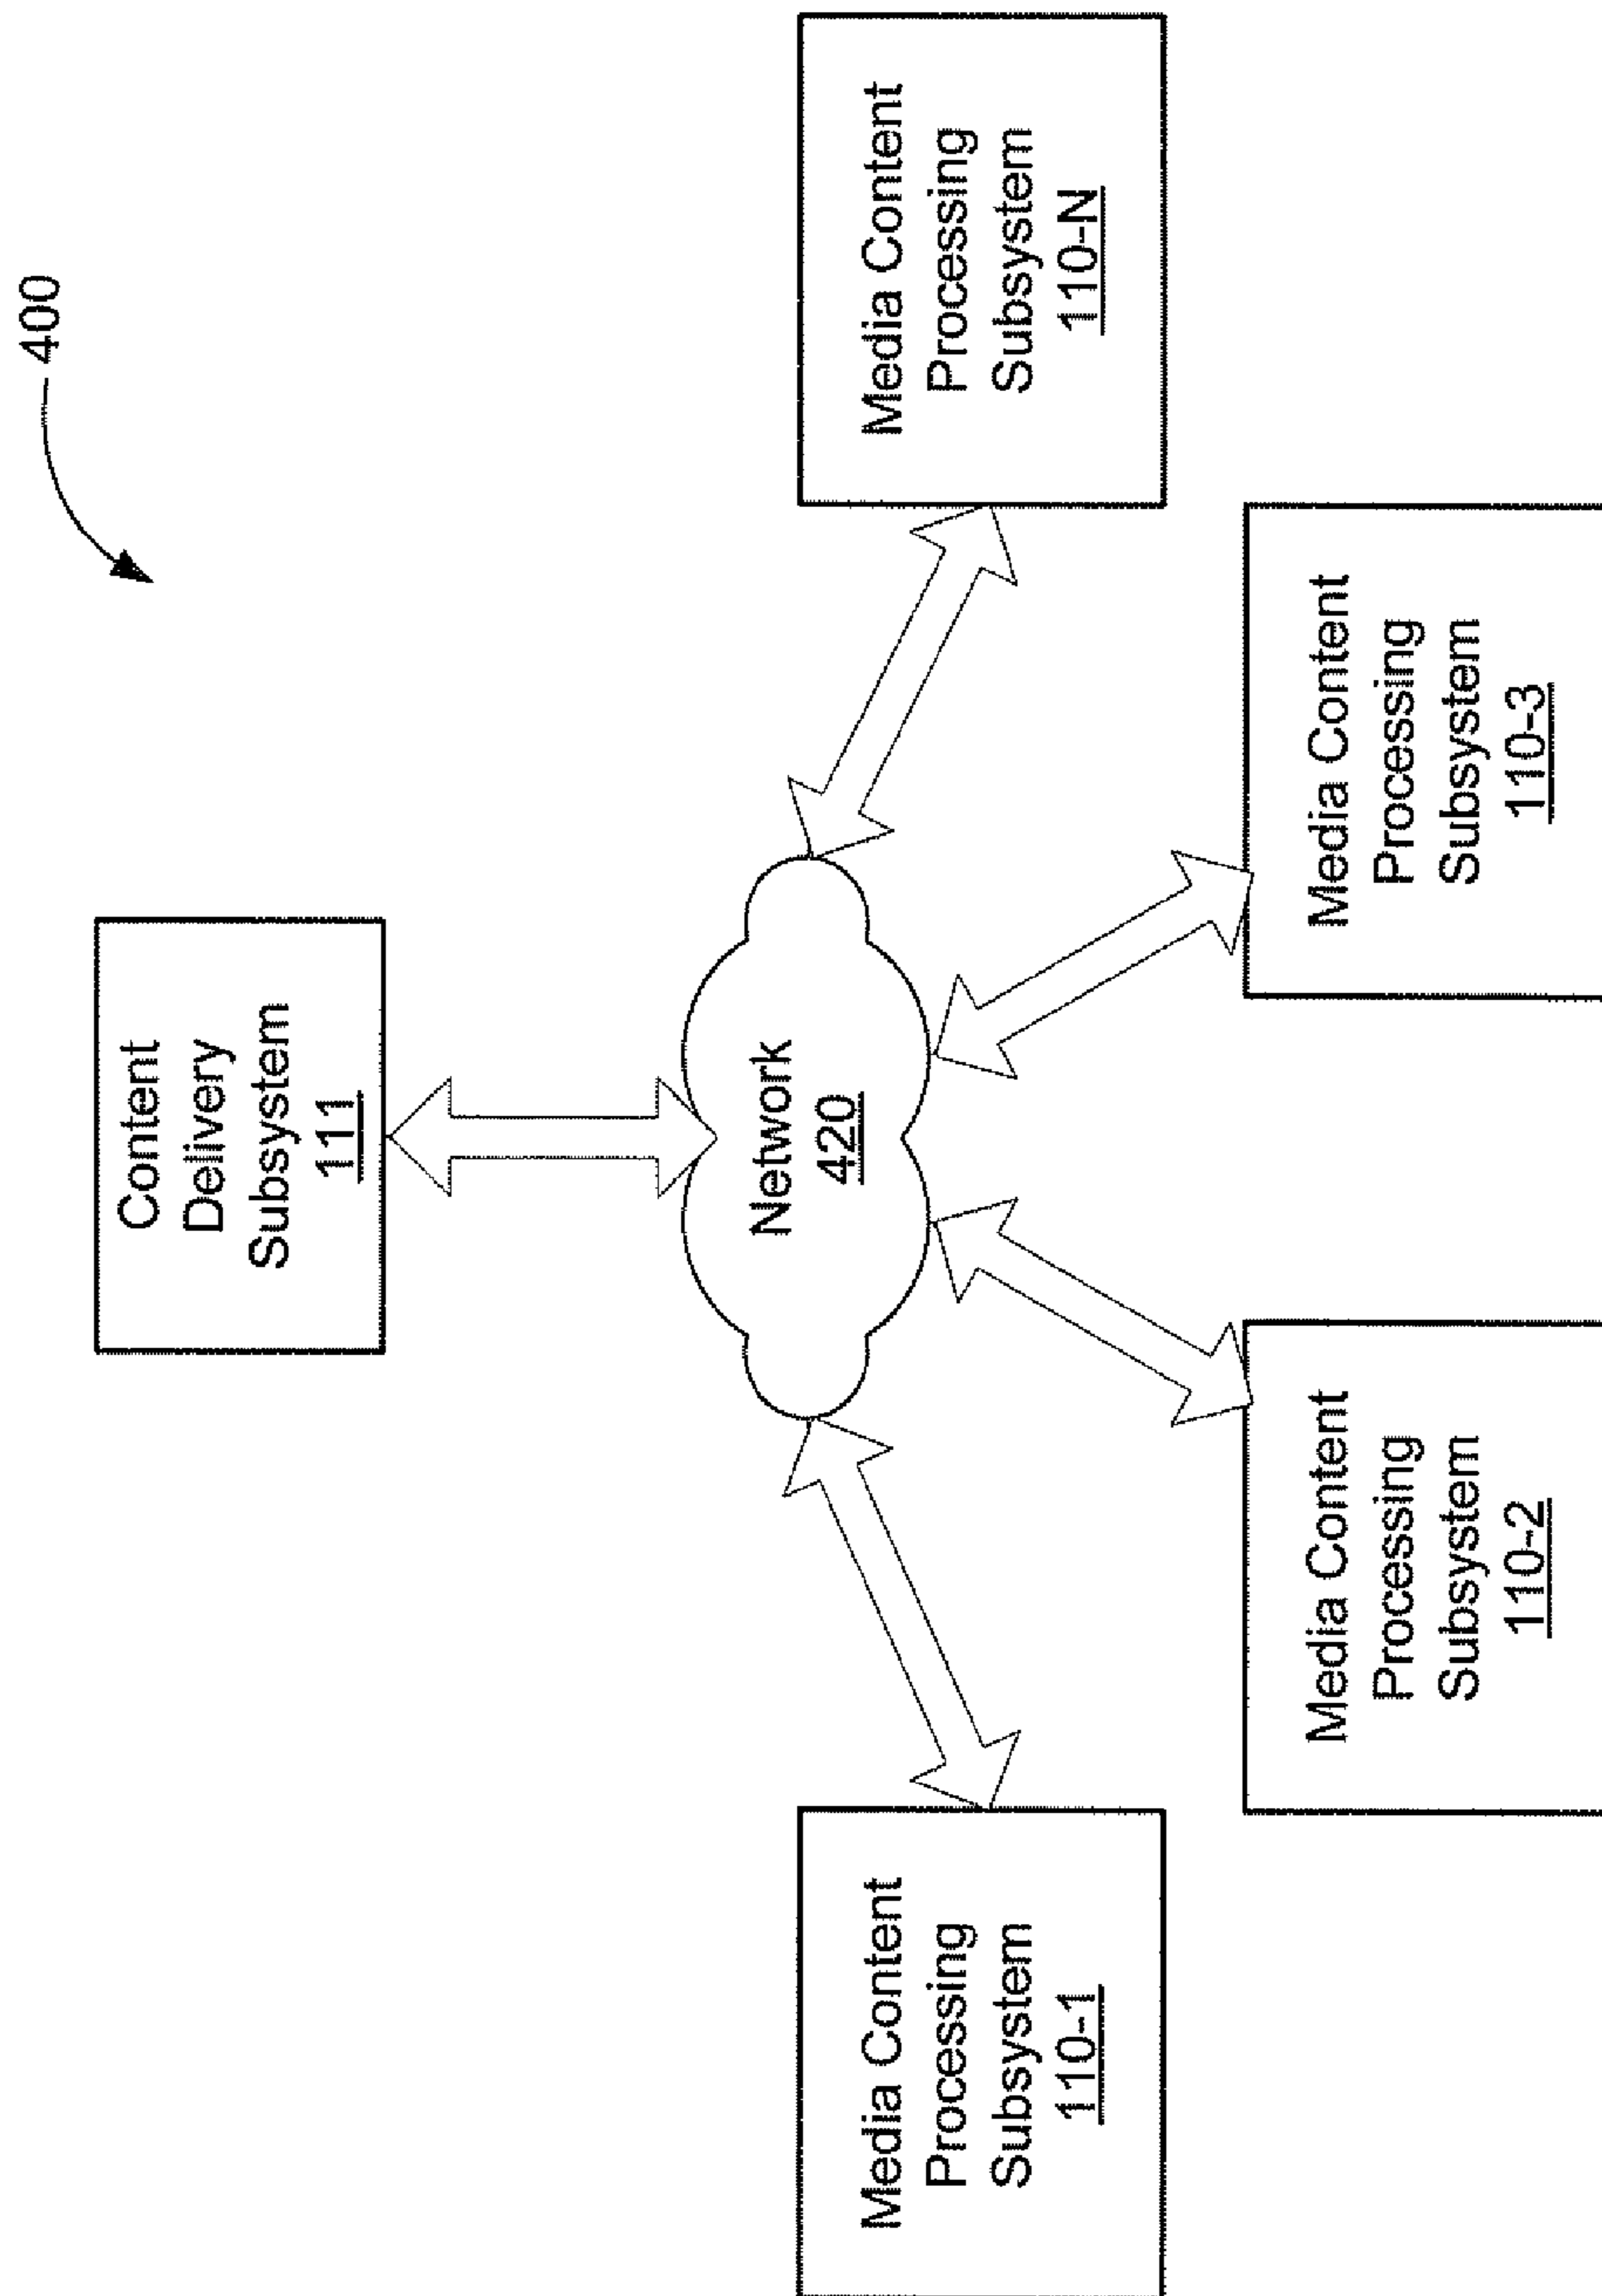 400
Content
Delivery
Subsystem
111
Network
420
Media Content
Processing
Subsystem
110-1
Media Content
Processing
Subsystem
110-2
Media Content
Processing
Subsystem
110-3
Media Content
Processing
Subsystem
110-N